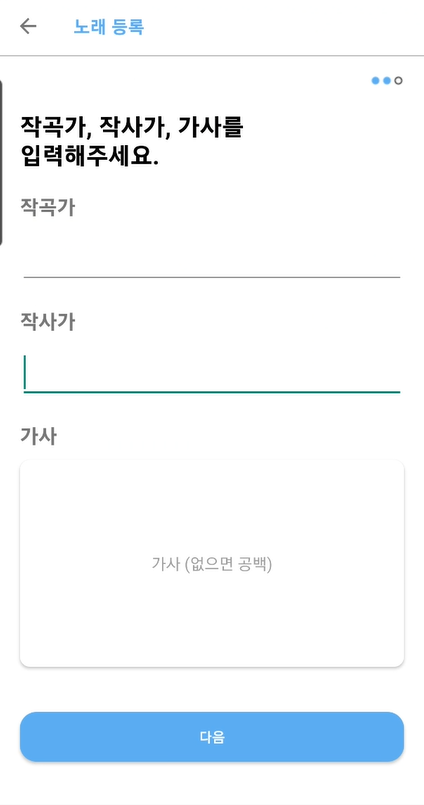 노래 등록
작곡가, 작사가, 가사를
입력해주세요.
작곡가
작사가
가사
가사 (없으면 공백)
다음